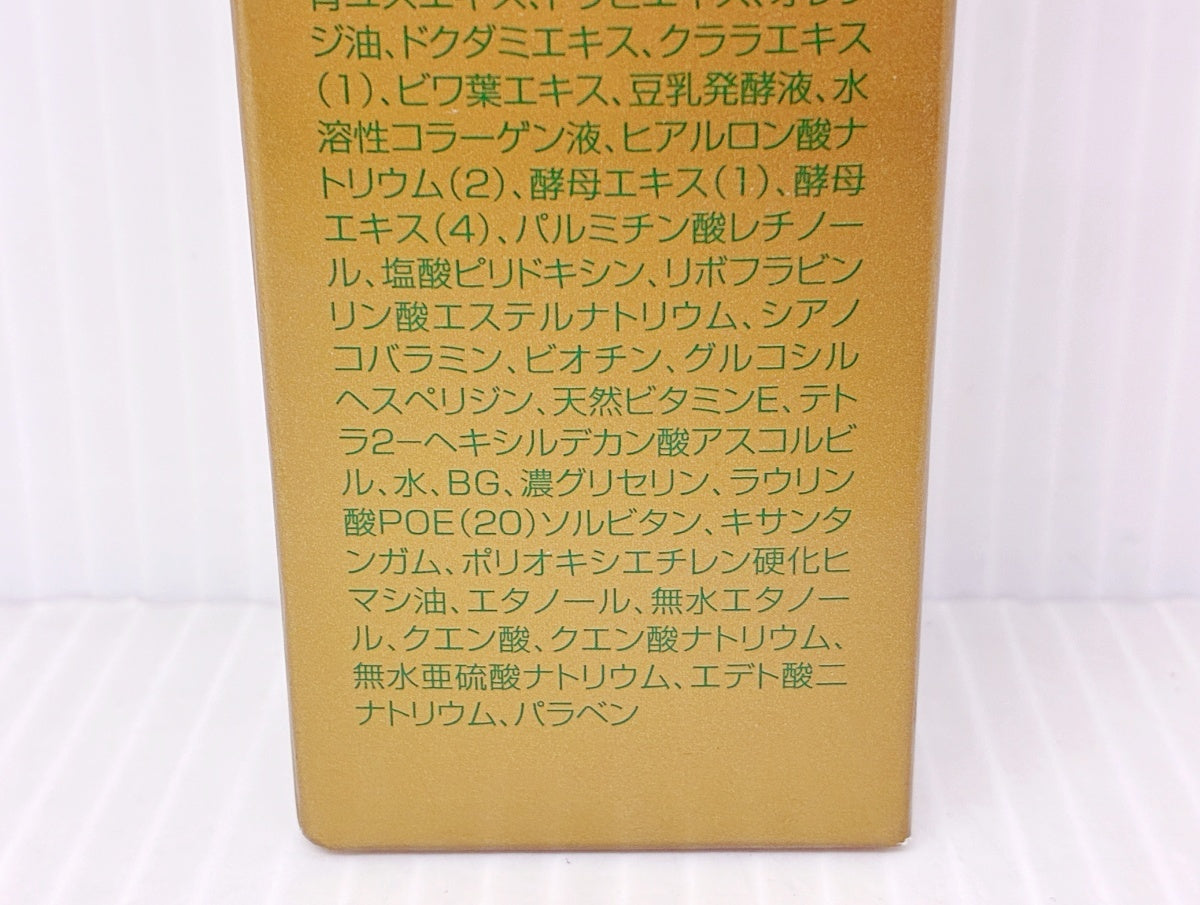 ジ油、ドクダミエキス、クララエキス
(1)、ビワ葉エキス、豆乳発酵液、水
溶性コラーゲン液、ヒアルロン酸ナ
トリウム(2)、酵母エキス(1)、酵母
エキス(4)、パルミチン酸レチノー
ル、塩酸ピリドキシン、リボフラビン
リン酸エステルナトリウム、シアノ
コバラミン、ビオチン、グルコシル
ヘスペリジン、天然ビタミンE、テト
ラ2-ヘキシルデカン酸アスコルビ
ル、水、BG、濃グリセリン、ラウリン
酸POE(20)ソルビタン、キサンタ
ンガム、ポリオキシエチレン硬化ヒ
マシ油、エタノール、無水エタノー
ル、クエン酸、クエン酸ナトリウム、
無水亜硫酸ナトリウム、エデト酸二
ナトリウム、パラベン